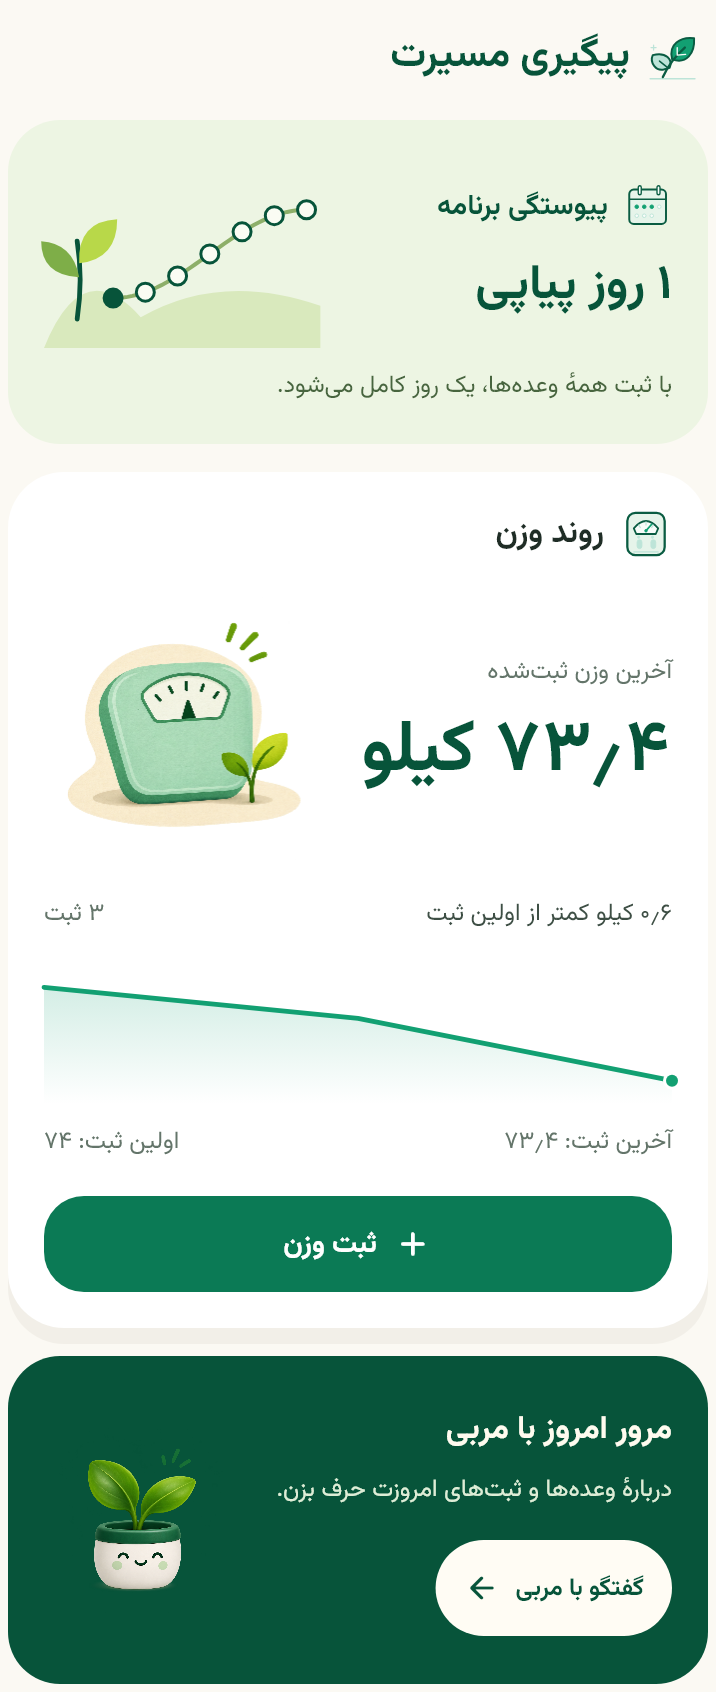 پیگیری مسیرت
پیوستگی برنامه
۱ روز پیاپی
با ثبت همهٔ وعده‌ها، یک روز کامل می‌شود.
روند وزن
آخرین وزن ثبت‌شده
۷۳٫۴ کیلو
۰٫۶ کیلو کمتر از اولین ثبت
۳ ثبت
آخرین ثبت: ۷۳٫۴
اولین ثبت: ۷۴
ثبت وزن
مرور امروز با مربی
دربارهٔ وعده‌ها و ثبت‌های امروزت حرف بزن.
گفتگو با مربی